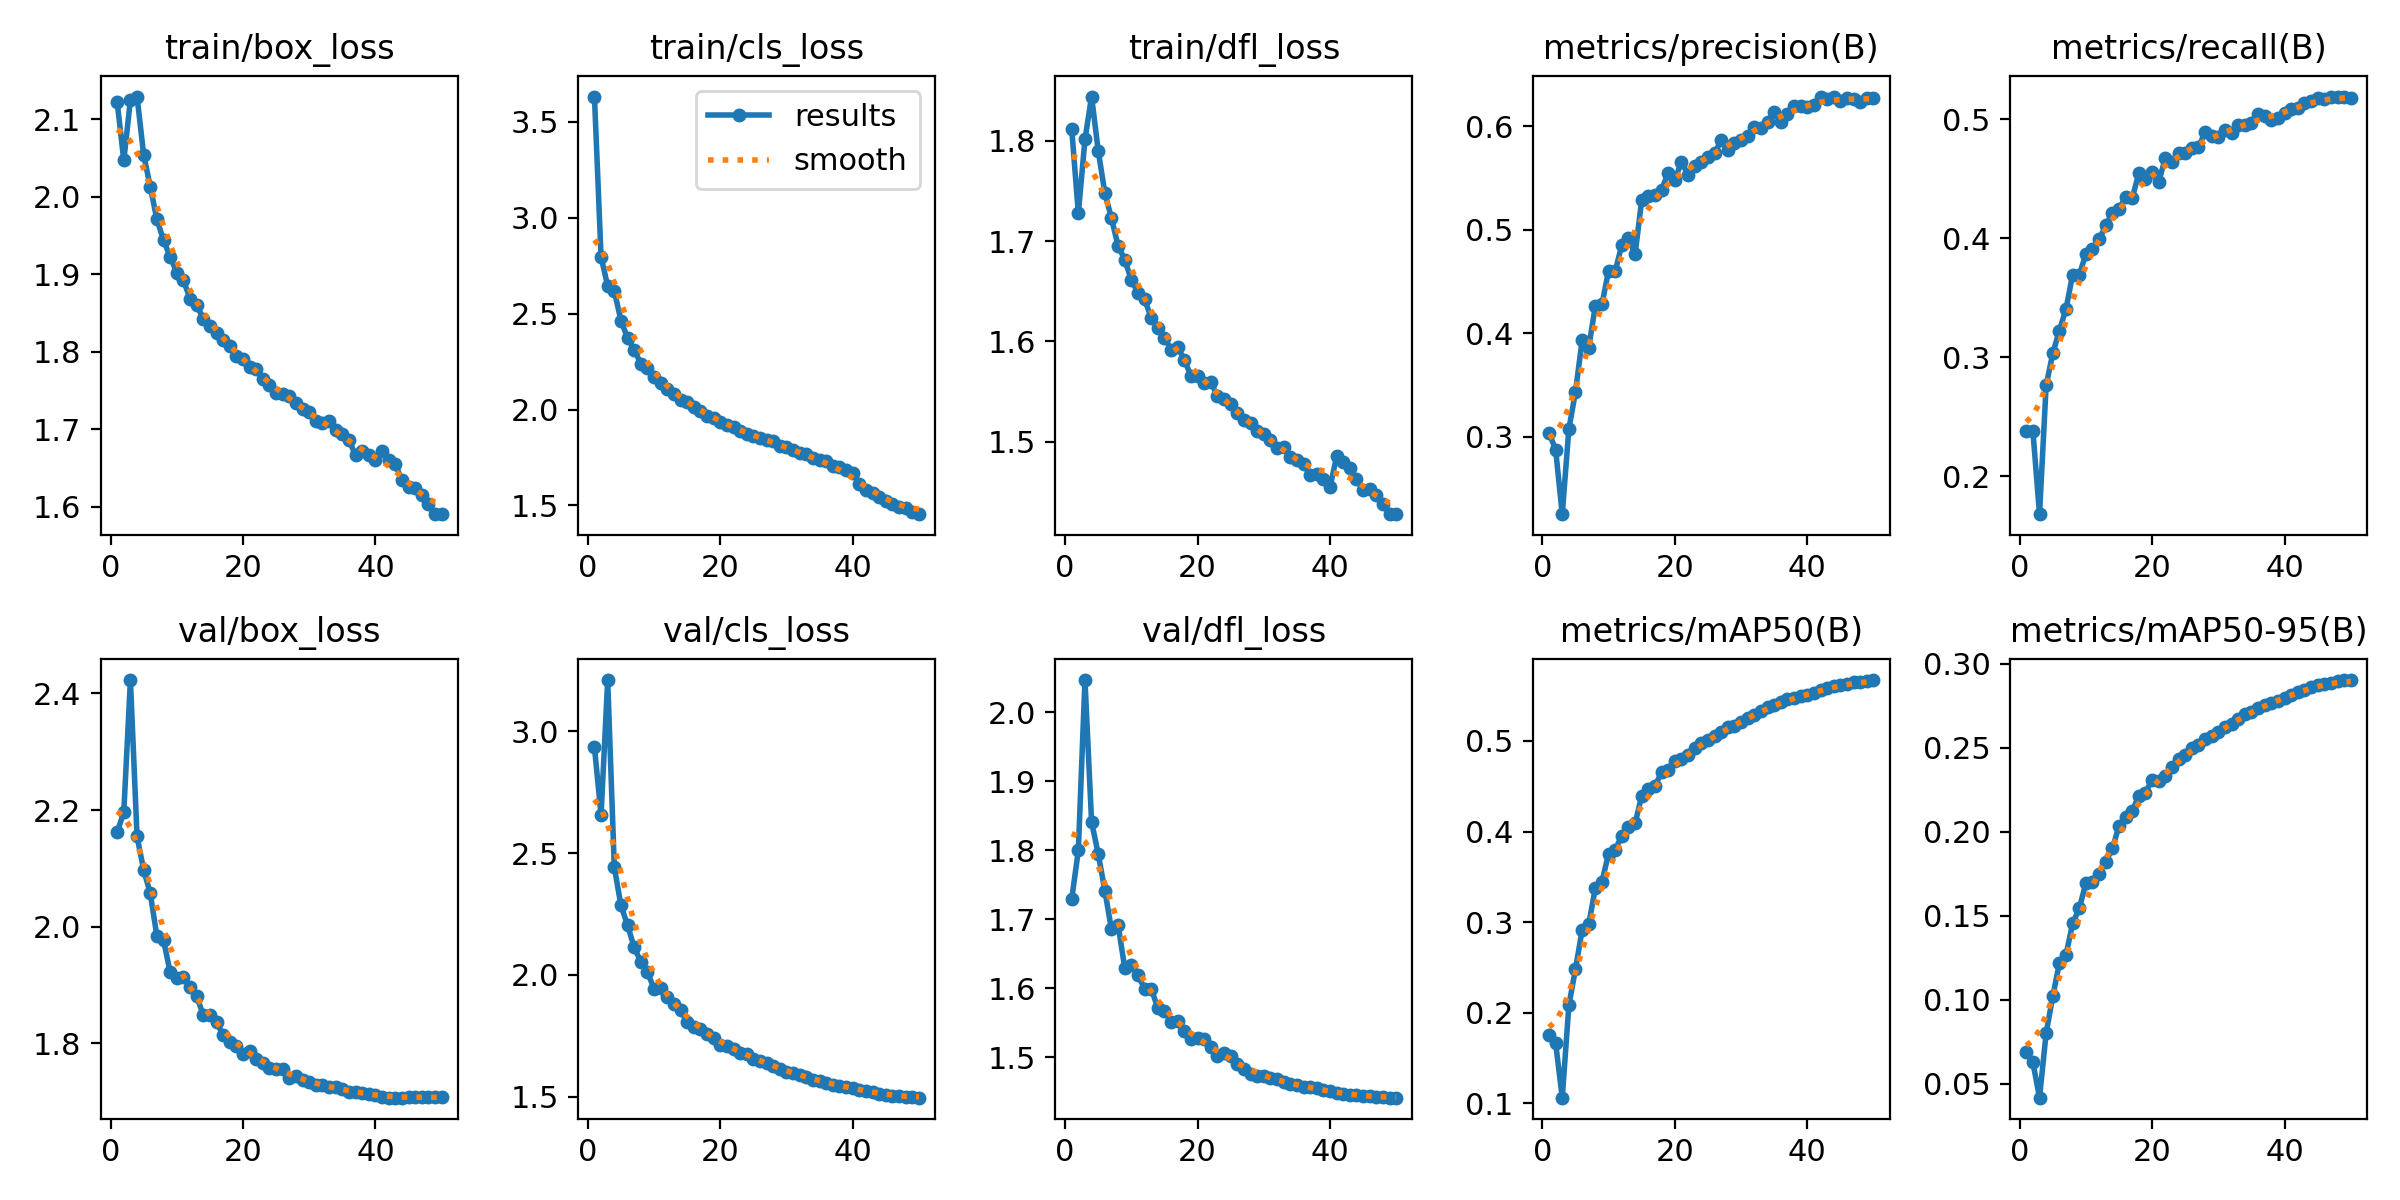 train/box_loss
2.1
2.0
1.9
1.8
1.7
1.6
0 20 40
train/cls_loss
results
smooth
3.5
3.0
2.5
2.0
1.5
0 20 40
train/dfl_loss
1.8
1.7
1.6
1.5
0 20 40
metrics/precision(B)
0.6
0.5
0.4
0.3
0 20 40
metrics/recall(B)
0.5
0.4
0.3
0.2
0 20 40
val/box_loss
2.4
2.2
2.0
1.8
0 20 40
val/cls_loss
3.0
2.5
2.0
1.5
0 20 40
val/dfl_loss
2.0
1.9
1.8
1.7
1.6
1.5
0 20 40
metrics/mAP50(B)
0.5
0.4
0.3
0.2
0.1
0 20 40
metrics/mAP50-95(B)
0.30
0.25
0.20
0.15
0.10
0.05
0 20 40